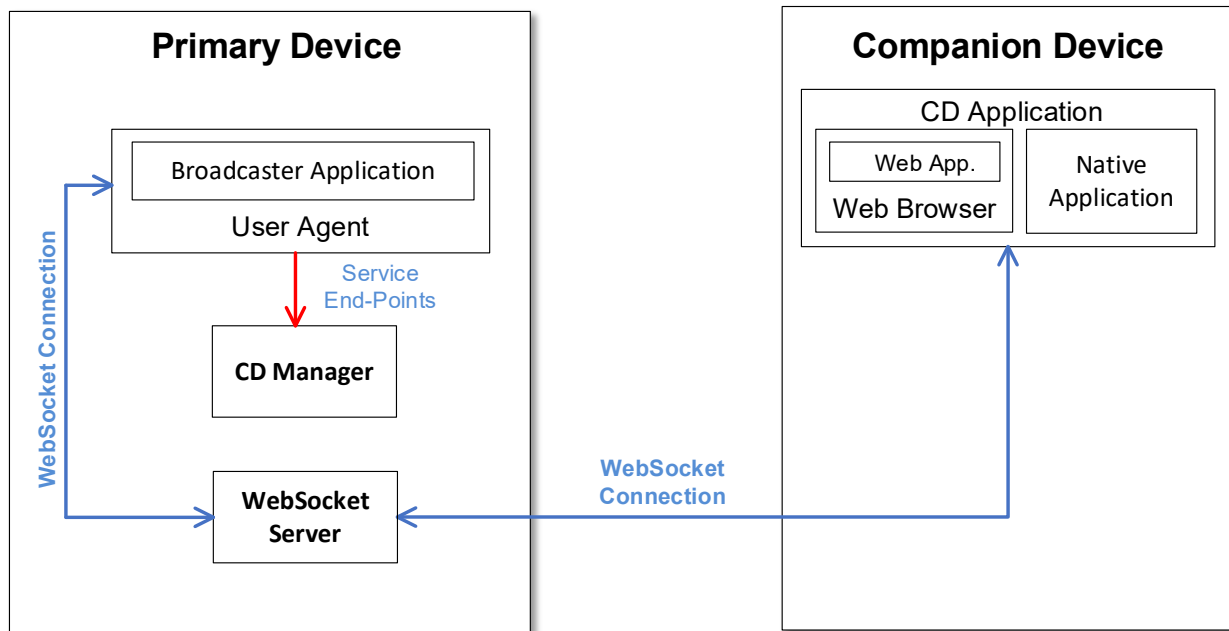 Primary Device
Broadcaster Application
User Agent
Service
End-Points
CD Manager
WebSocket Connection
WebSocket
Server
WebSocket
Connection
Companion Device
CD Application
Web App.
Web Browser
Native
Application